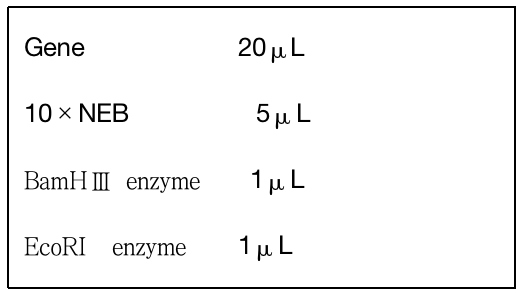 Gene 20μL
10×NEB 5μL
BamHⅢ enzyme 1μL
EcoRI enzyme 1μL